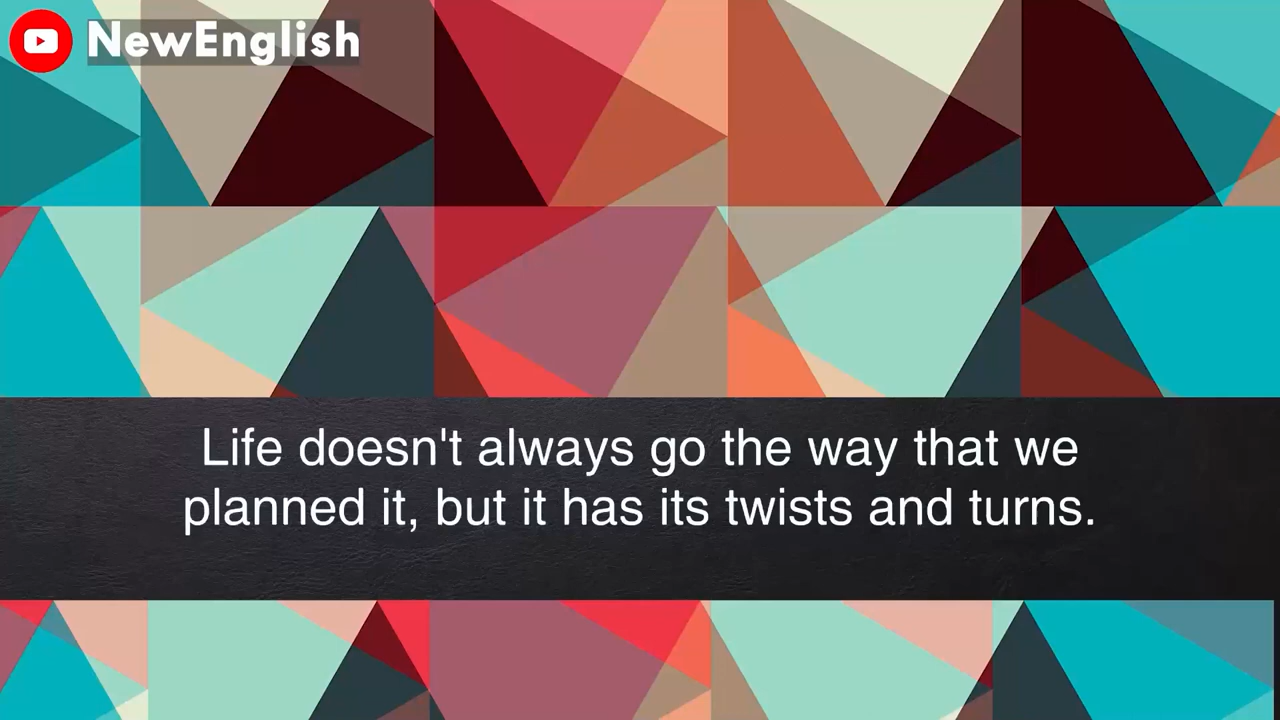 NewEnglish
Life doesn't always go the way that we
planned it, but it has its twists and turns.